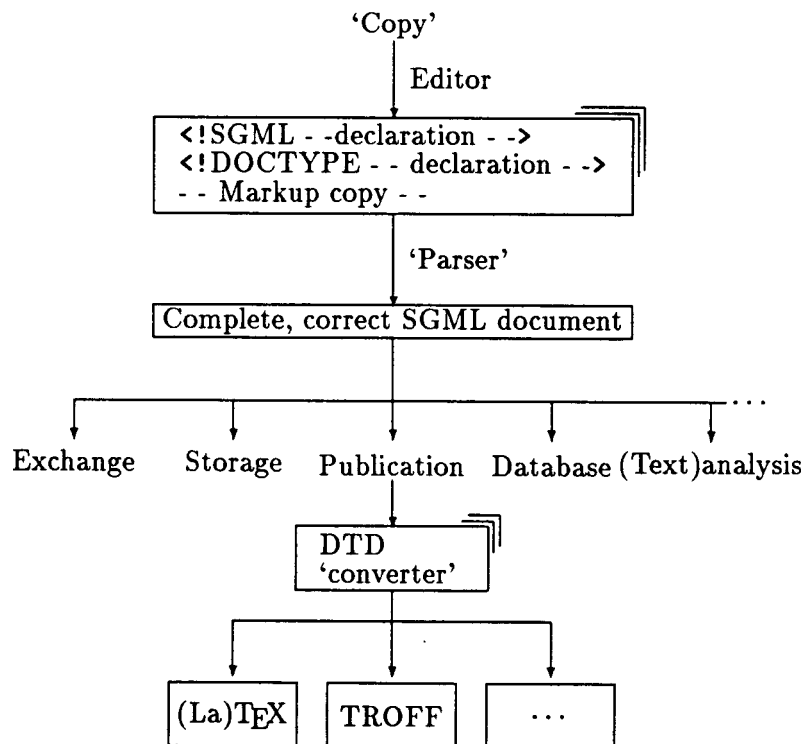 ‘Copy’
Editor
<!SGML - -declaration - ->
<!DOCTYPE - - declaration - ->
- - Markup copy - -
‘Parser’
Complete, correct SGML document
...
Exchange Storage Publication Database (Text)analysis
DTD
‘converter’
(La)TEX TROFF ...